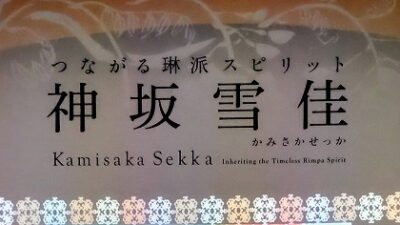 つながる琳派スピリット
神坂雪佳
かみさかせっか
Kamisaka Sekka Inheriting the Timeless Rimpa Spirit